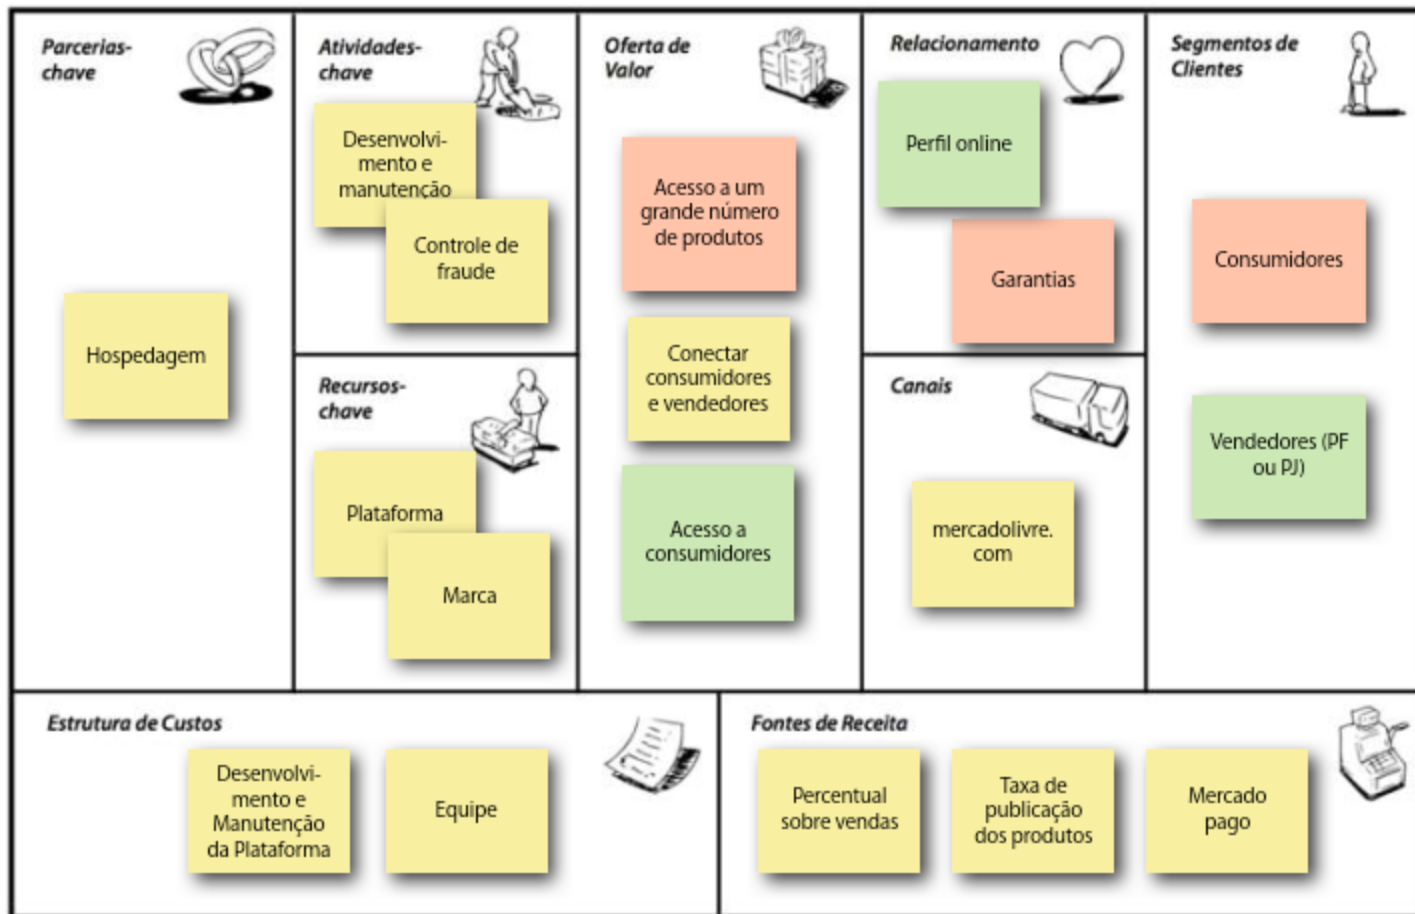 Parcerias-
chave
Hospedagem
Atividades-
chave
Desenvolvi-
mento e
manutenção
Controle de
fraude
Recursos-
chave
Plataforma
Marca
Oferta de
Valor
Acesso a um
grande número
de produtos
Conectar
consumidores
e vendedores
Acesso a
consumidores
Relacionamento
Perfil online
Garantias
Canais
mercadolivre.
com
Segmentos de
Clientes
Consumidores
Vendedores (PF
ou PJ)
Estrutura de Custos
Desenvolvi-
mento e
Manutenção
da Plataforma
Equipe
Fontes de Receita
Percentual
sobre vendas
Taxa de
publicação
dos produtos
Mercado
pago